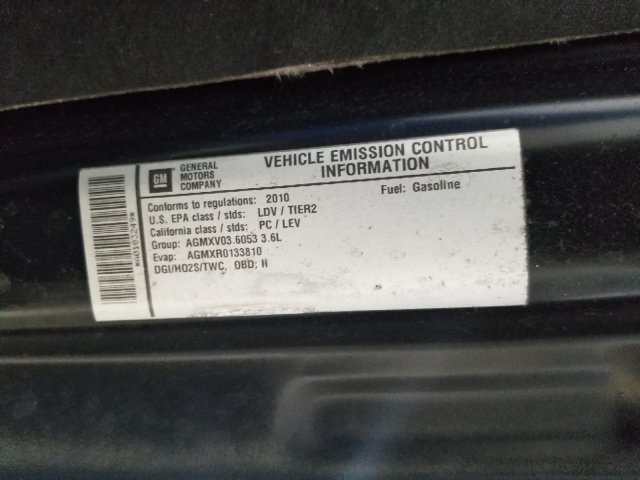 GM
GENERAL
MOTORS
COMPANY
VEHICLE EMISSION CONTROL
INFORMATION
Conforms to regulations: 2010
Fuel: Gasoline
U.S. EPA class / stds: LDV / TIER2
California class / stds: PC / LEV
Group: AGMXV03.6053 3.6L
Evap: AGMXR0133810
DGI/HO2S/TWC, OBD: II